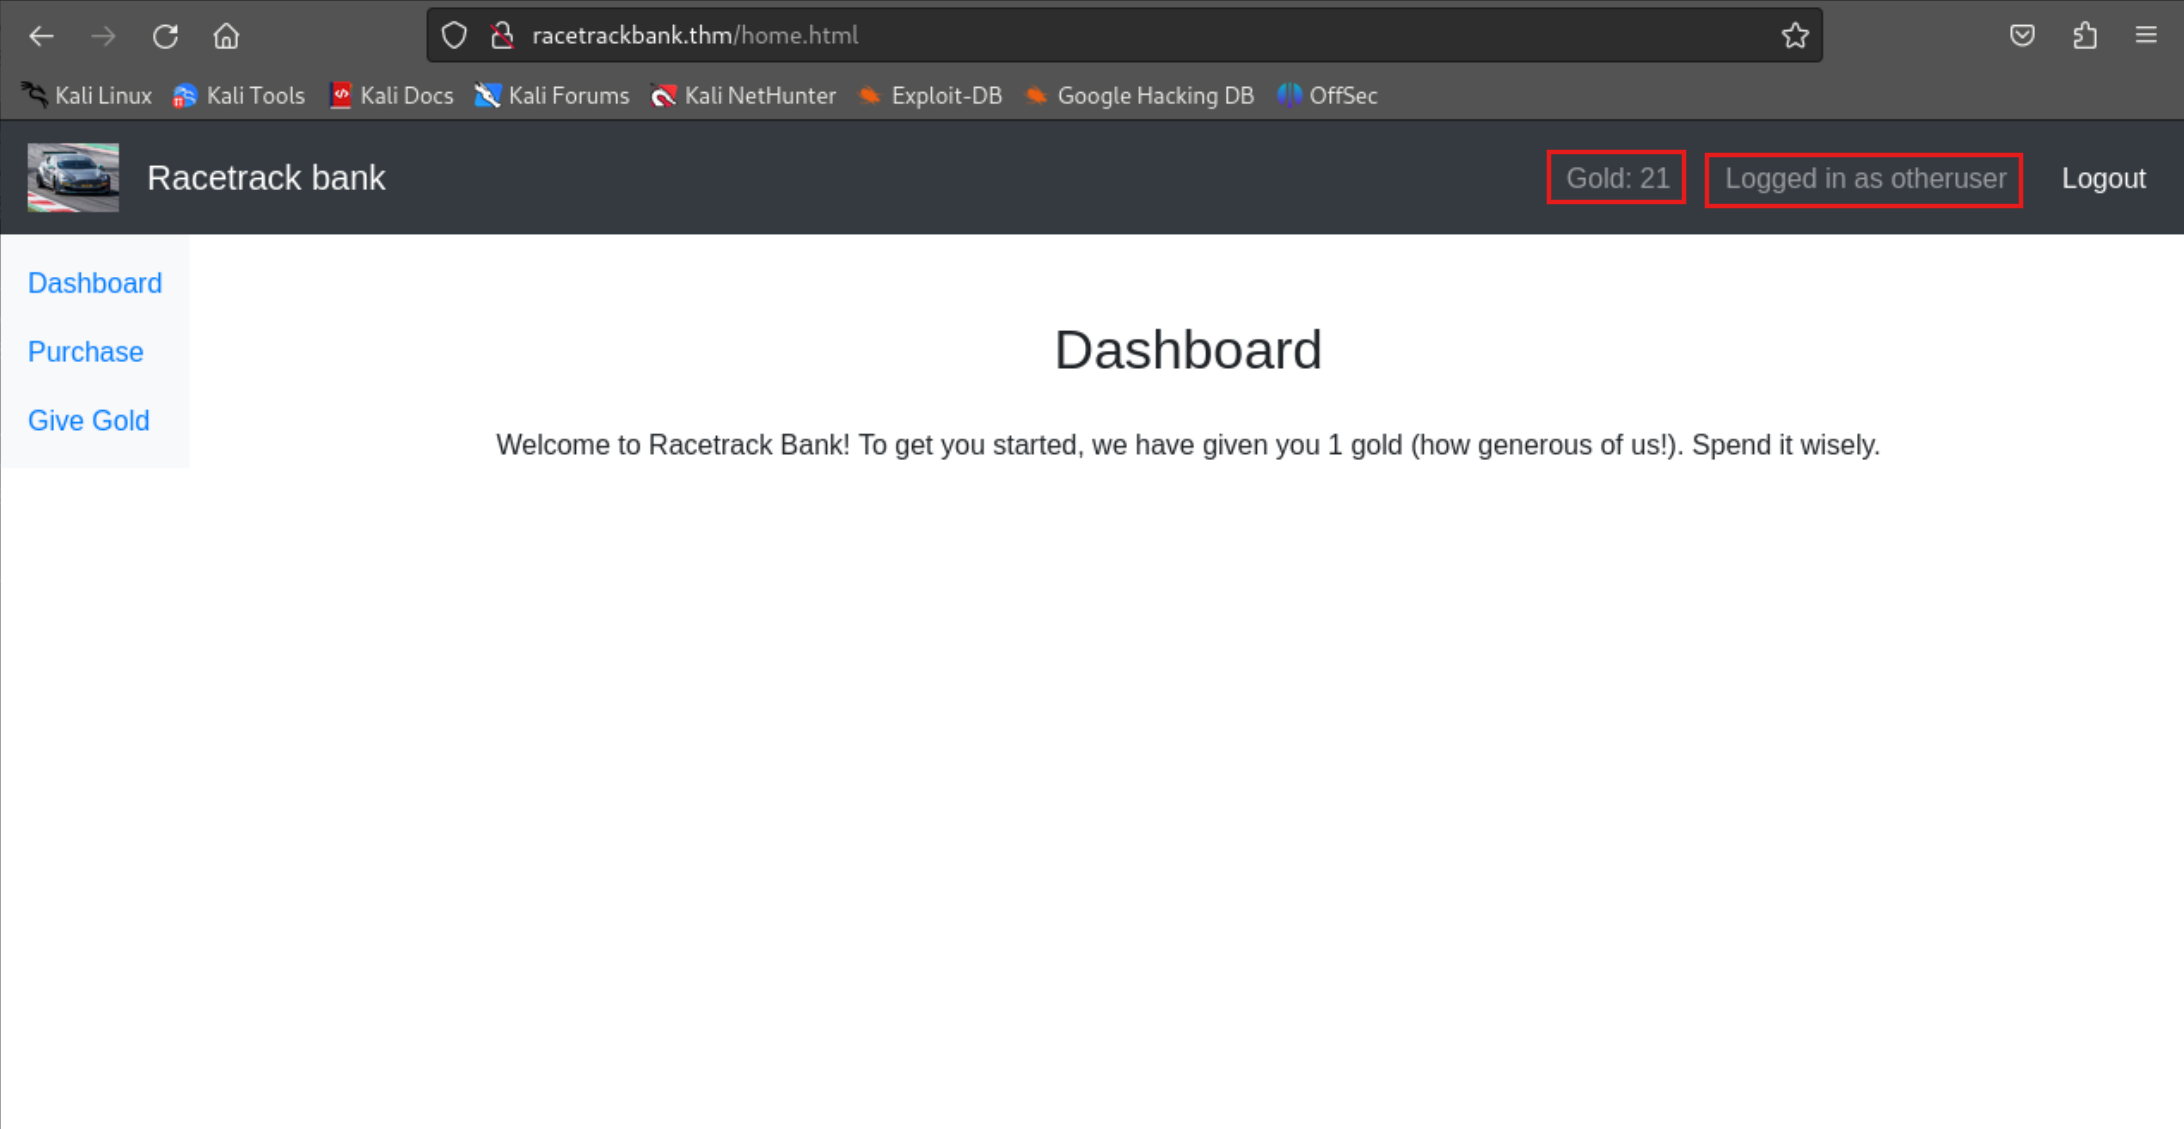 racetrackbank.thm/home.html
Kali Linux Kali Tools Kali Docs Kali Forums Kali NetHunter Exploit-DB Google Hacking DB OffSec
Racetrack bank Gold: 21 Logged in as otheruser Logout
Dashboard
Purchase
Give Gold
Dashboard
Welcome to Racetrack Bank! To get you started, we have given you 1 gold (how generous of us!). Spend it wisely.